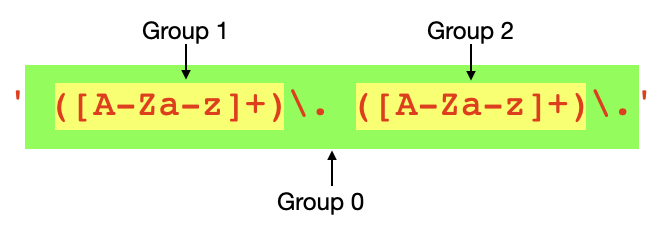 Group 1 Group 2
' ([A-Za-z]+)\. ([A-Za-z]+)\.'
Group 0